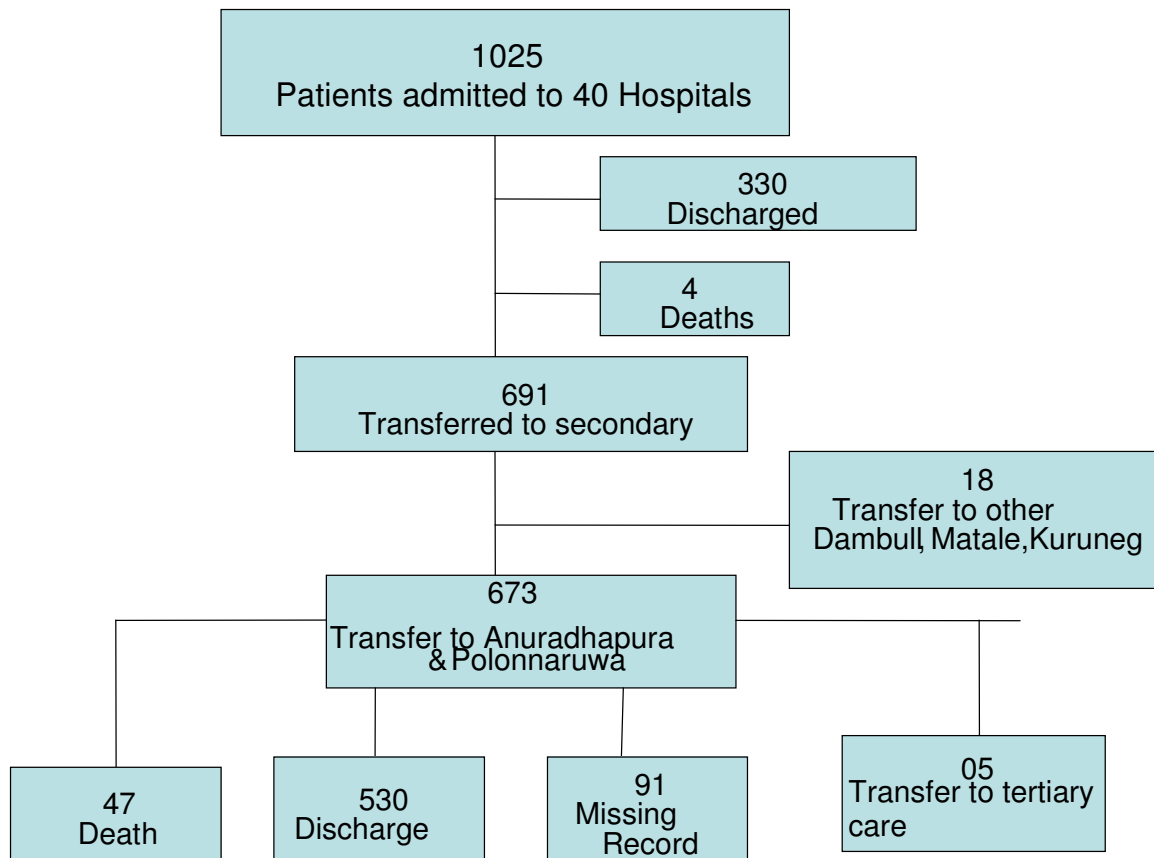 1025
Patients admitted to 40 Hospitals
330
Discharged
4
Deaths
691
Transferred to secondary
18
Transfer to other
Dambull, Matale,Kuruneg
673
Transfer to Anuradhapura
& Polonnaruwa
47
Death
530
Discharge
91
Missing
Record
05
Transfer to tertiary
care